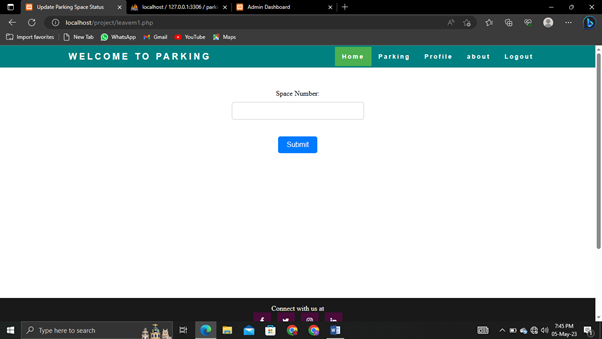 Update Parking Space Status
localhost / 127.0.0.1:3306 / park
Admin Dashboard
localhost/project/leavem1.php
Import favorites
New Tab
WhatsApp
Gmail
YouTube
Maps
WELCOME TO PARKING
Home
Parking
Profile
about
Logout
Space Number:
Submit
Connect with us at
Type here to search
7:45 PM
05-May-23